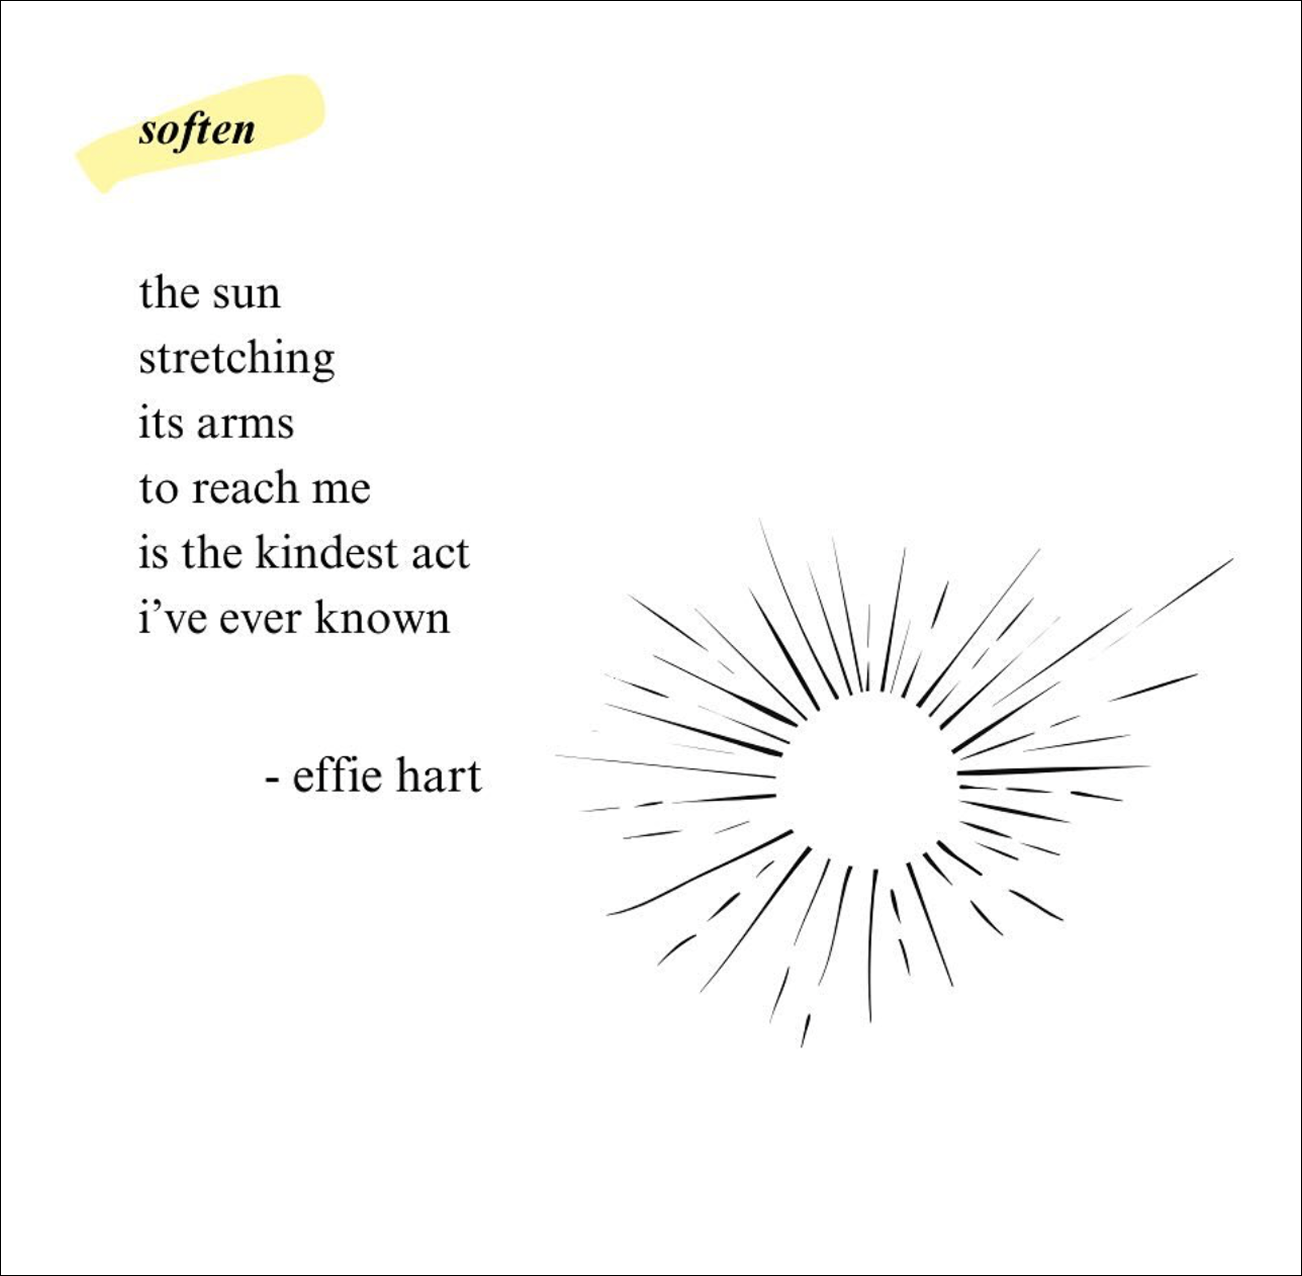 soften
the sun
stretching
its arms
to reach me
is the kindest act
i’ve ever known
- effie hart